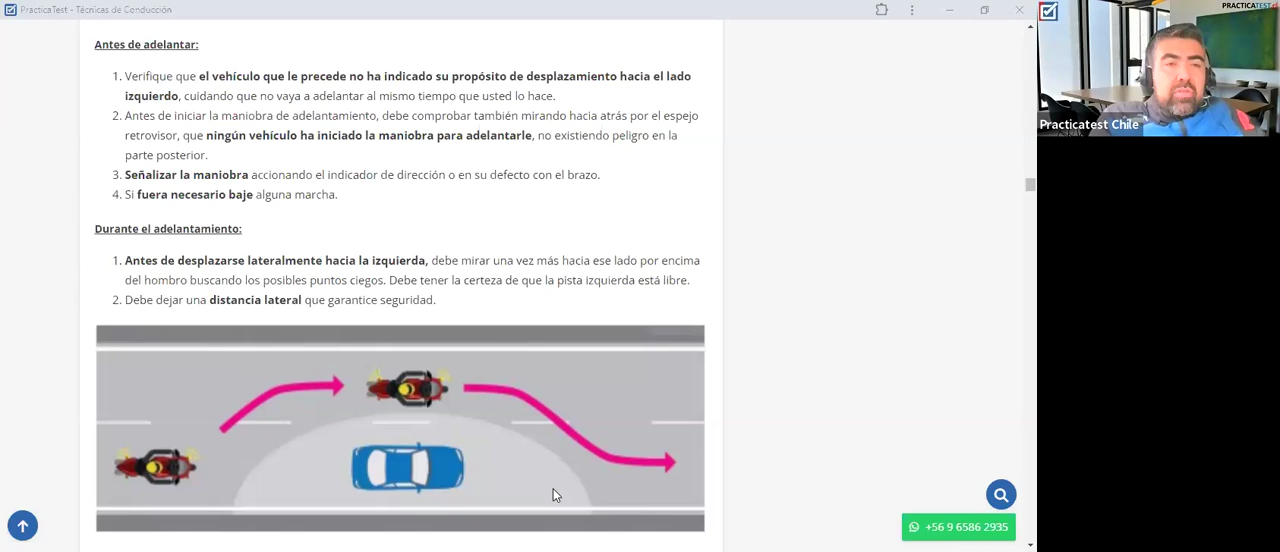 PracticaTest - Técnicas de Conducción
PRACTICATEST.cl
Antes de adelantar:
1. Verifique que el vehículo que le precede no ha indicado su propósito de desplazamiento hacia el lado
izquierdo, cuidando que no vaya a adelantar al mismo tiempo que usted lo hace.
2. Antes de iniciar la maniobra de adelantamiento, debe comprobar también mirando hacia atrás por el espejo
retrovisor, que ningún vehículo ha iniciado la maniobra para adelantarle, no existiendo peligro en la
parte posterior.
3. Señalizar la maniobra accionando el indicador de dirección o en su defecto con el brazo.
4. Si fuera necesario baje alguna marcha.
Durante el adelantamiento:
1. Antes de desplazarse lateralmente hacia la izquierda, debe mirar una vez más hacia ese lado por encima
del hombro buscando los posibles puntos ciegos. Debe tener la certeza de que la pista izquierda está libre.
2. Debe dejar una distancia lateral que garantice seguridad.
Practicatest Chile
+56 9 6586 2935